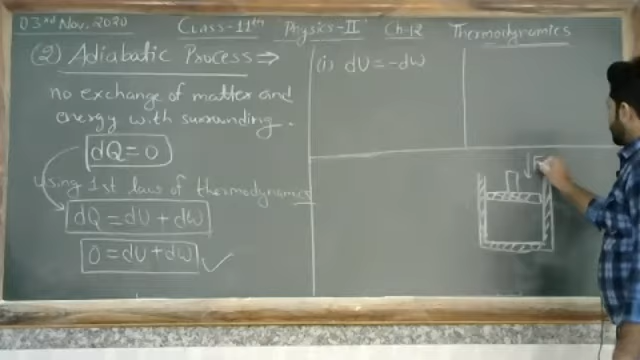 03rd Nov. 2020 Class-11th Physics-II Ch-12 Thermodynamics
(2) Adiabatic Process ⇒
no exchange of matter and
energy with surrounding.
dQ = 0
Using 1st law of thermodynamics
dQ = dU + dW
0 = dU + dW ✓
(i) dU = -dW
↓F